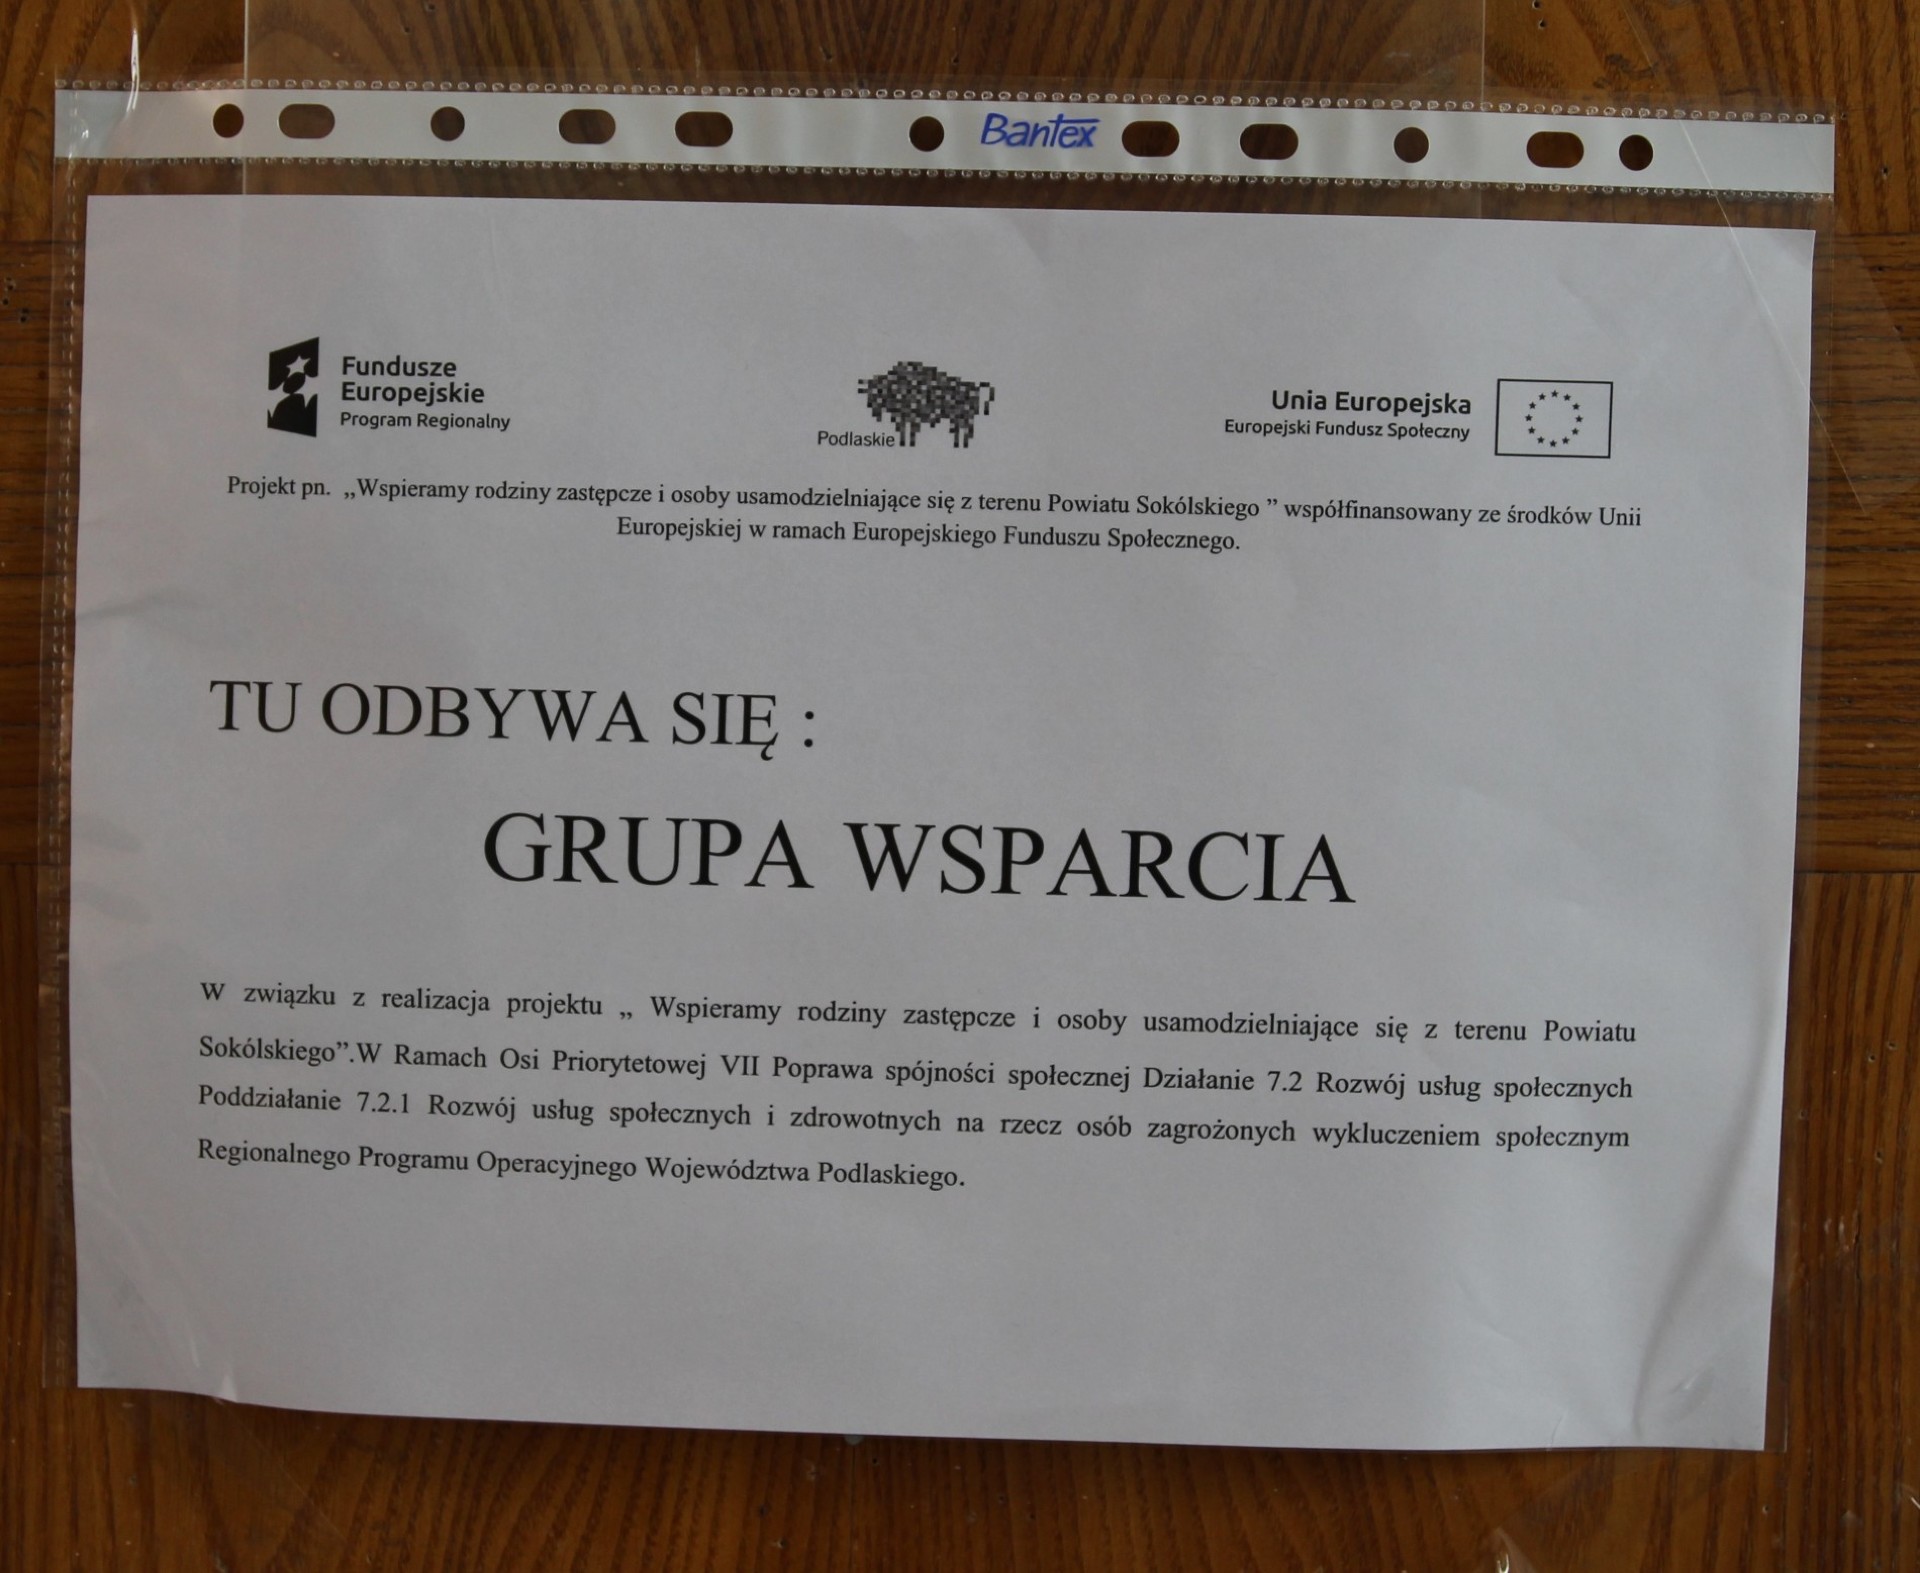 Bantex
Fundusze
Europejskie
Program Regionalny
Podlaskie
Unia Europejska
Europejski Fundusz Społeczny
Projekt pn. „Wspieramy rodziny zastępcze i osoby usamodzielniające się z terenu Powiatu Sokólskiego ” współfinansowany ze środków Unii
Europejskiej w ramach Europejskiego Funduszu Społecznego.
TU ODBYWA SIĘ :
GRUPA WSPARCIA
W związku z realizacja projektu „ Wspieramy rodziny zastępcze i osoby usamodzielniające się z terenu Powiatu
Sokólskiego”.W Ramach Osi Priorytetowej VII Poprawa spójności społecznej Działanie 7.2 Rozwój usług społecznych
Poddziałanie 7.2.1 Rozwój usług społecznych i zdrowotnych na rzecz osób zagrożonych wykluczeniem społecznym
Regionalnego Programu Operacyjnego Województwa Podlaskiego.